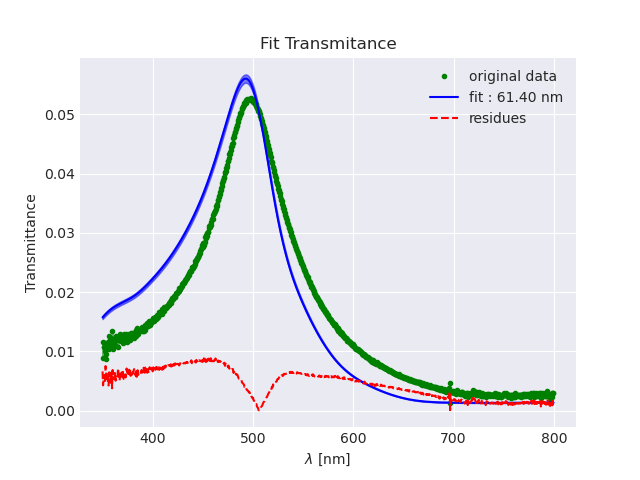 Fit Transmitance
original data
fit : 61.40 nm
residues
Transmittance
0.05
0.04
0.03
0.02
0.01
0.00
400 500 600 700 800
λ [nm]